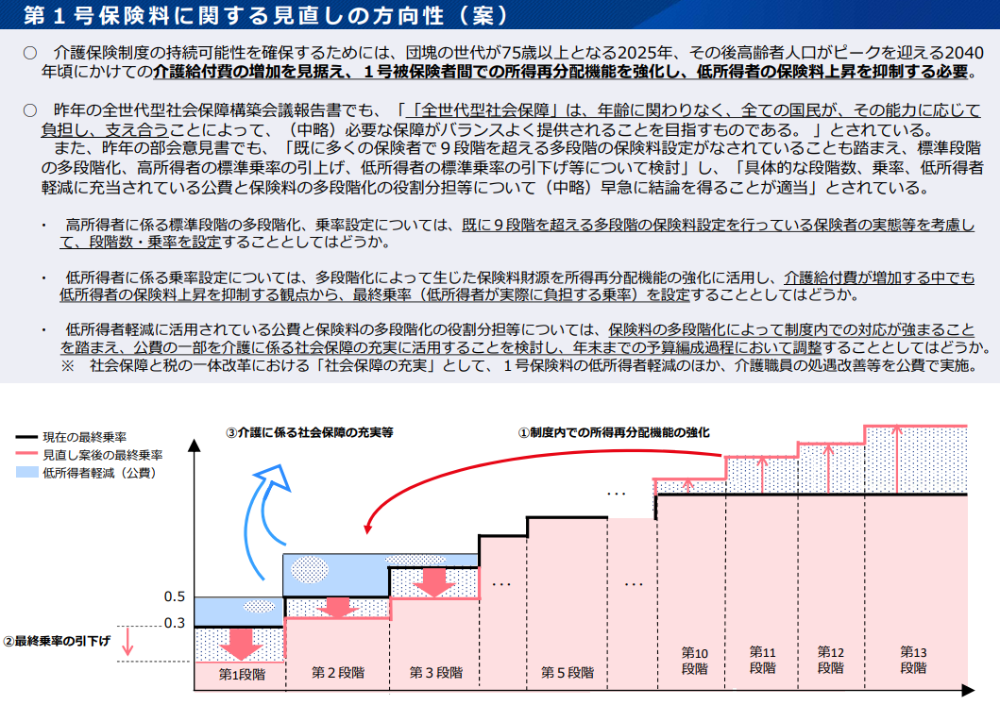 第１号保険料に関する見直しの方向性（案）
○　介護保険制度の持続可能性を確保するためには、団塊の世代が75歳以上となる2025年、その後高齢者人口がピークを迎える2040
年頃にかけての介護給付費の増加を見据え、１号被保険者間での所得再分配機能を強化し、低所得者の保険料上昇を抑制する必要。
○　昨年の全世代型社会保障構築会議報告書でも、「「全世代型社会保障」は、年齢に関わりなく、全ての国民が、その能力に応じて
負担し、支え合うことによって、（中略）必要な保障がバランスよく提供されることを目指すものである。」とされている。
また、昨年の部会意見書でも、「既に多くの保険者で９段階を超える多段階の保険料設定がなされていることも踏まえ、標準段階
の多段階化、高所得者の標準乗率の引上げ、低所得者の標準乗率の引下げ等について検討」し、「具体的な段階数、乗率、低所得者
軽減に充当されている公費と保険料の多段階化の役割分担等について（中略）早急に結論を得ることが適当」とされている。
・　高所得者に係る標準段階の多段階化、乗率設定については、既に９段階を超える多段階の保険料設定を行っている保険者の実態等を考慮し
て、段階数・乗率を設定することとしてはどうか。
・　低所得者に係る乗率設定については、多段階化によって生じた保険料財源を所得再分配機能の強化に活用し、介護給付費が増加する中でも
低所得者の保険料上昇を抑制する観点から、最終乗率（低所得者が実際に負担する乗率）を設定することとしてはどうか。
・　低所得者軽減に活用されている公費と保険料の多段階化の役割分担等については、保険料の多段階化によって制度内での対応が強まること
を踏まえ、公費の一部を介護に係る社会保障の充実に活用することを検討し、年末までの予算編成過程において調整することとしてはどうか。
※　社会保障と税の一体改革における「社会保障の充実」として、１号保険料の低所得者軽減のほか、介護職員の処遇改善等を公費で実施。
現在の最終乗率
見直し案後の最終乗率
低所得者軽減（公費）
③介護に係る社会保障の充実等
①制度内での所得再分配機能の強化
…
0.5
0.3
②最終乗率の引下げ
… …
第1段階
第２段階
第３段階
第５段階
第10
段階
第11
段階
第12
段階
第13
段階